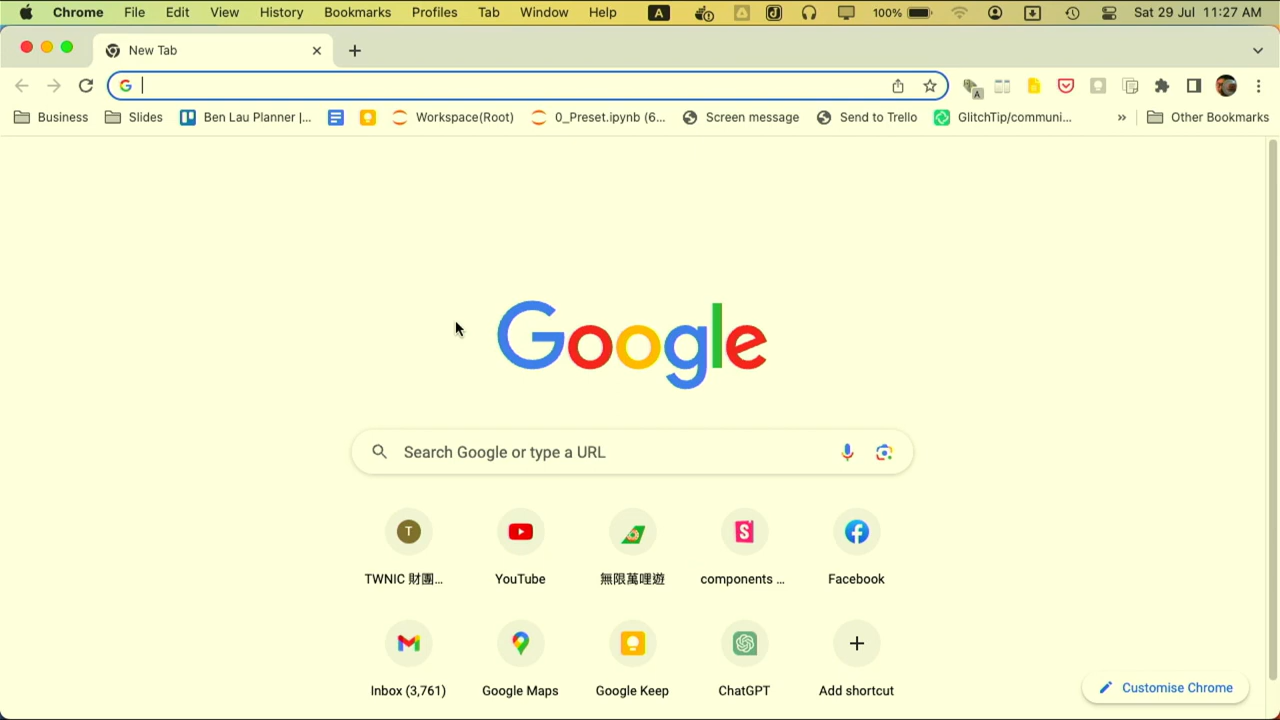 Chrome File Edit View History Bookmarks Profiles Tab Window Help A 100% Sat 29 Jul 11:27 AM
New Tab
Business Slides Ben Lau Planner |... Workspace(Root) 0_Preset.ipynb (6... Screen message Send to Trello GlitchTip/communi... » Other Bookmarks
Google
Search Google or type a URL
T S
TWNIC 財團... YouTube 無限萬哩遊 components ... Facebook
Inbox (3,761) Google Maps Google Keep ChatGPT Add shortcut
Customise Chrome